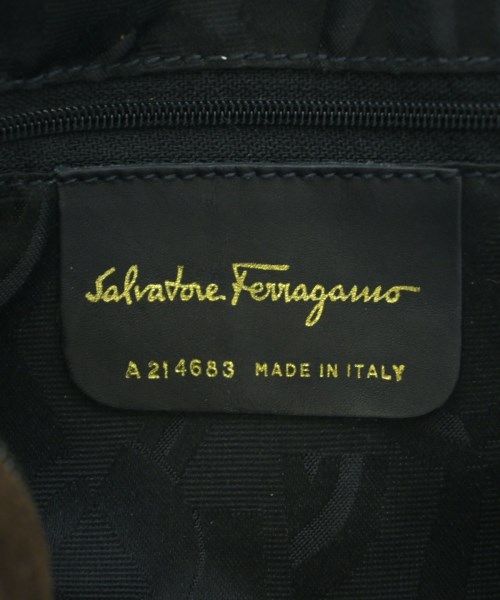 Salvatore Ferragamo
A 214683 MADE IN ITALY